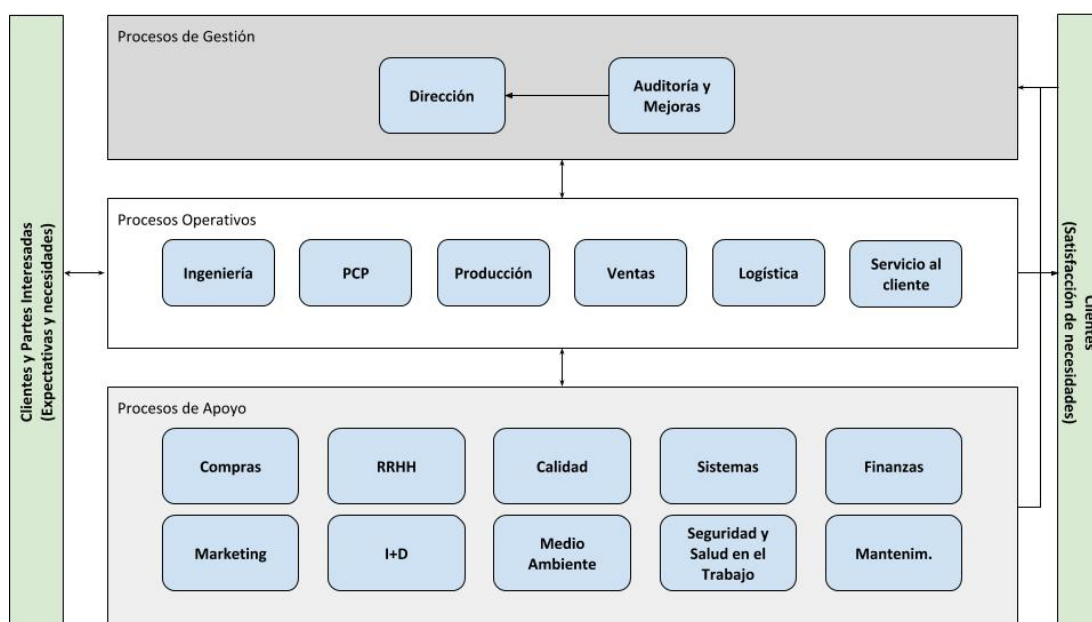 Procesos de Gestión
Dirección
Auditoría y
Mejoras
Clientes y Partes Interesadas
(Expectativas y necesidades)
Procesos Operativos
Ingeniería
PCP
Producción
Ventas
Logística
Servicio al
cliente
Clientes
(Satisfacción de necesidades)
Procesos de Apoyo
Compras
RRHH
Calidad
Sistemas
Finanzas
Marketing
I+D
Medio
Ambiente
Seguridad y
Salud en el
Trabajo
Mantenim.